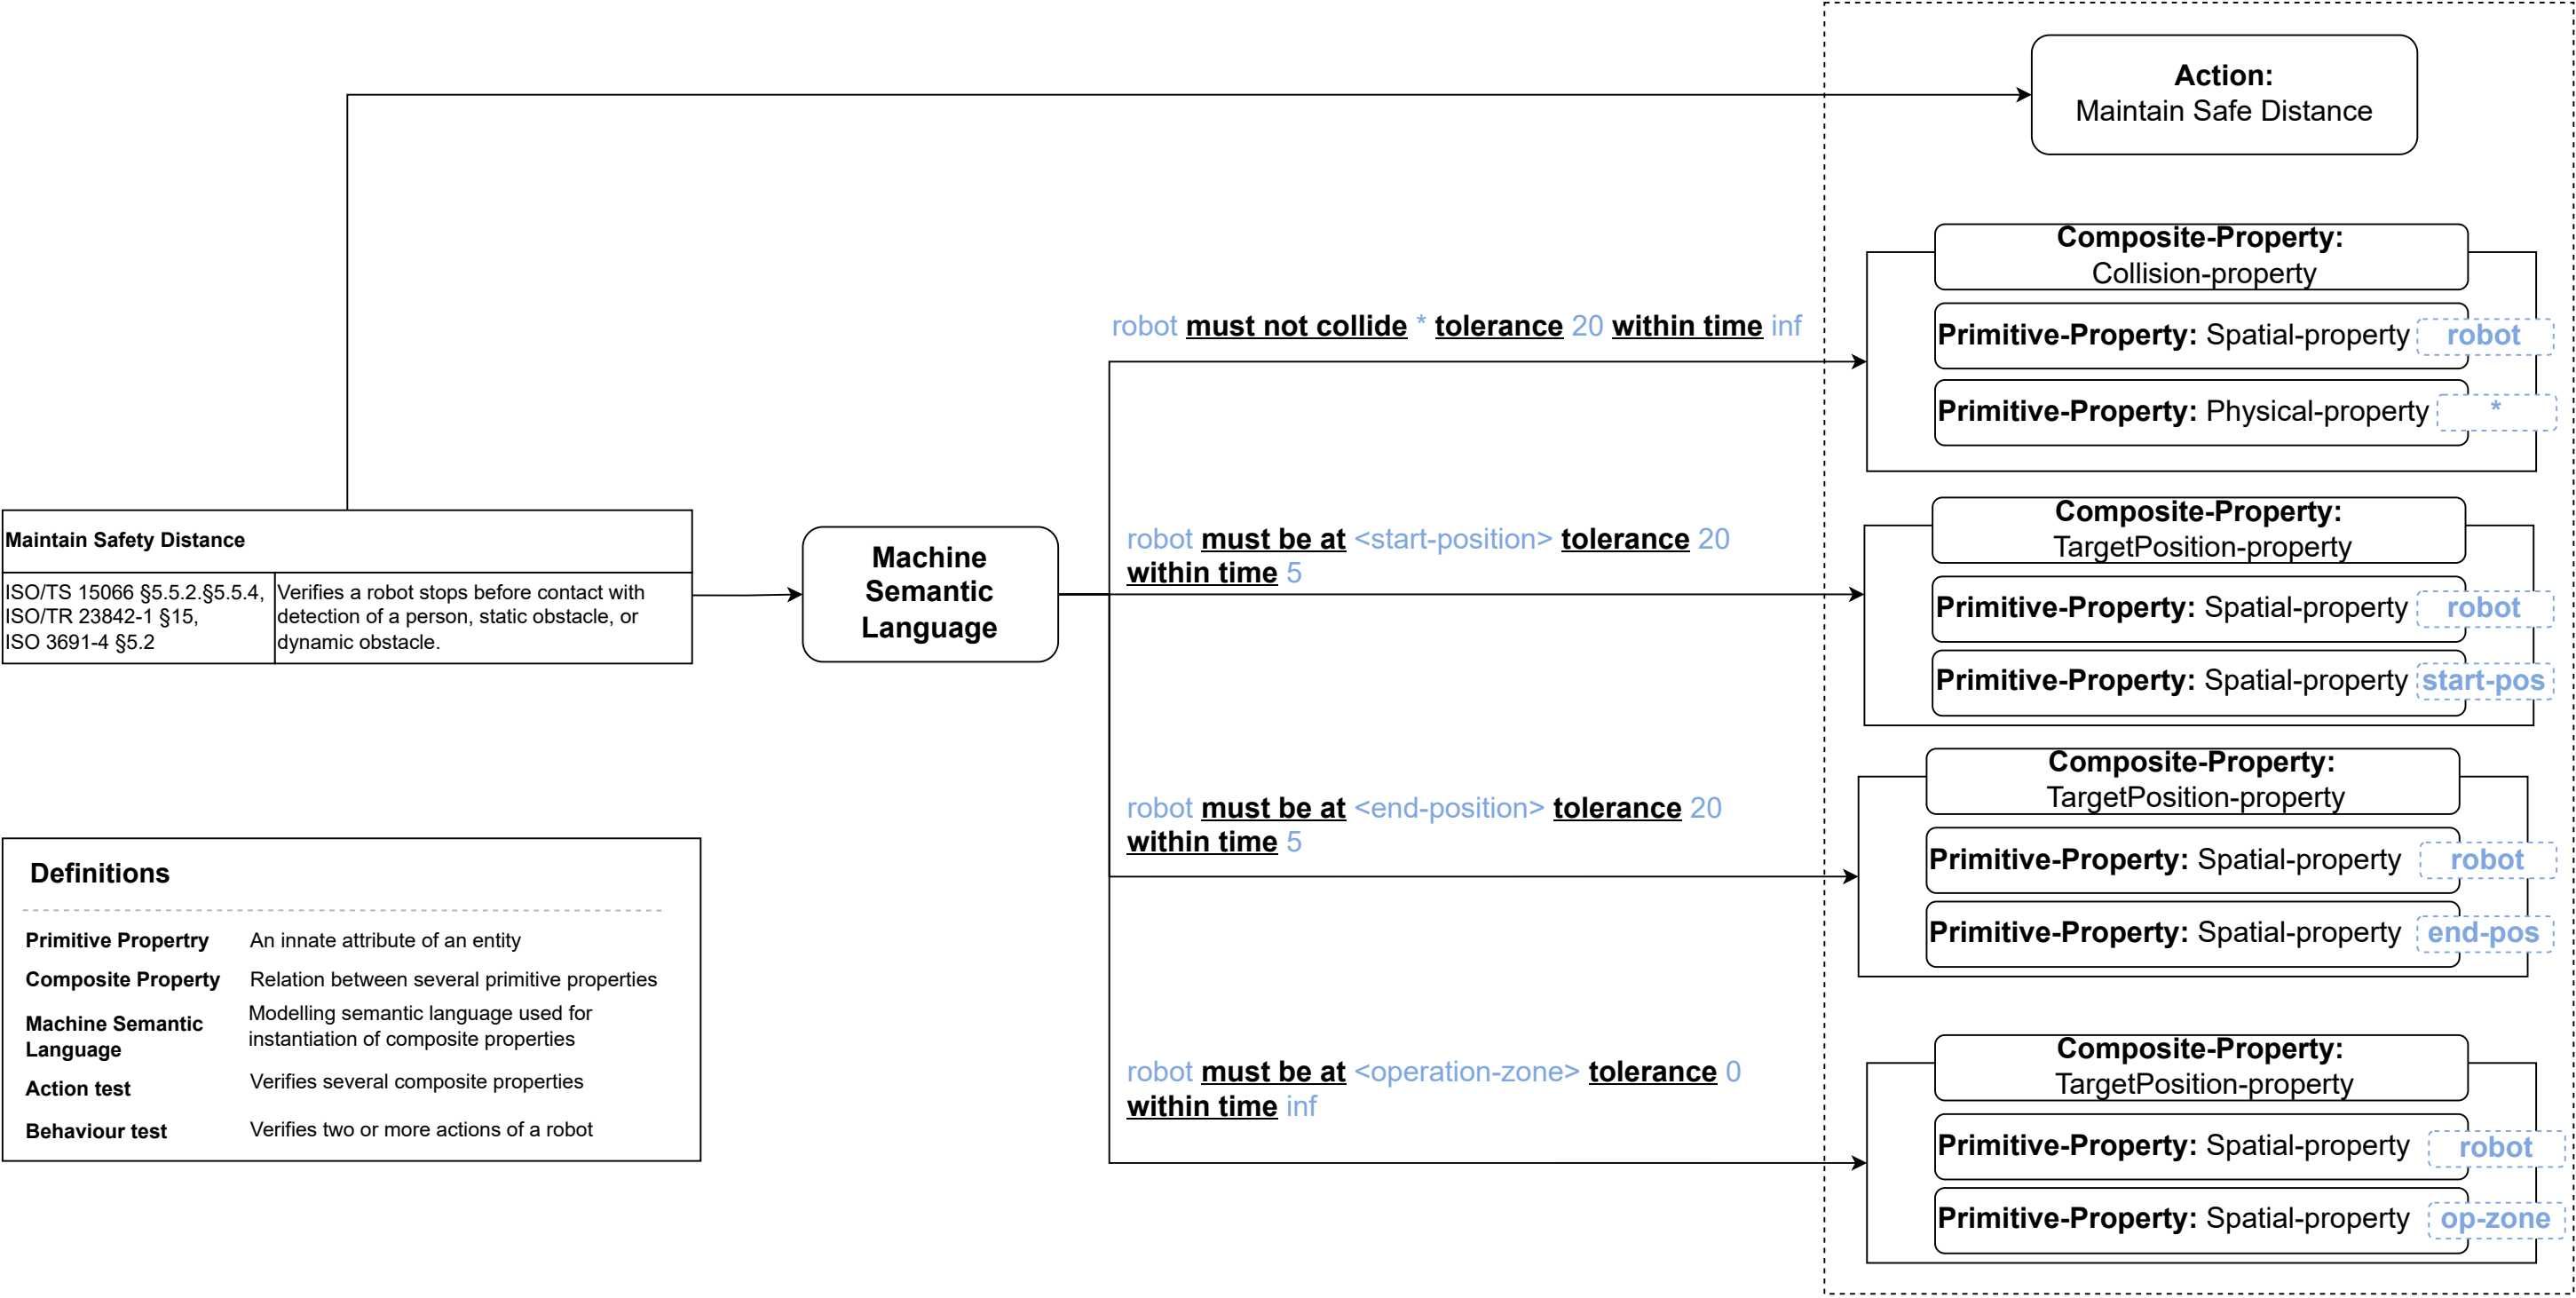 Action:
Maintain Safe Distance
Composite-Property:
Collision-property
robot must not collide * tolerance 20 within time inf
Primitive-Property: Spatial-property robot
Primitive-Property: Physical-property *
Maintain Safety Distance
ISO/TS 15066 §5.5.2.§5.5.4,
ISO/TR 23842-1 §15,
ISO 3691-4 §5.2
Verifies a robot stops before contact with
detection of a person, static obstacle, or
dynamic obstacle.
Machine
Semantic
Language
robot must be at <start-position> tolerance 20
within time 5
Composite-Property:
TargetPosition-property
Primitive-Property: Spatial-property robot
Primitive-Property: Spatial-property start-pos
robot must be at <end-position> tolerance 20
within time 5
Composite-Property:
TargetPosition-property
Primitive-Property: Spatial-property robot
Primitive-Property: Spatial-property end-pos
robot must be at <operation-zone> tolerance 0
within time inf
Composite-Property:
TargetPosition-property
Primitive-Property: Spatial-property robot
Primitive-Property: Spatial-property op-zone
Definitions
Primitive Propertry An innate attribute of an entity
Composite Property Relation between several primitive properties
Machine Semantic
Language
Modelling semantic language used for
instantiation of composite properties
Action test Verifies several composite properties
Behaviour test Verifies two or more actions of a robot